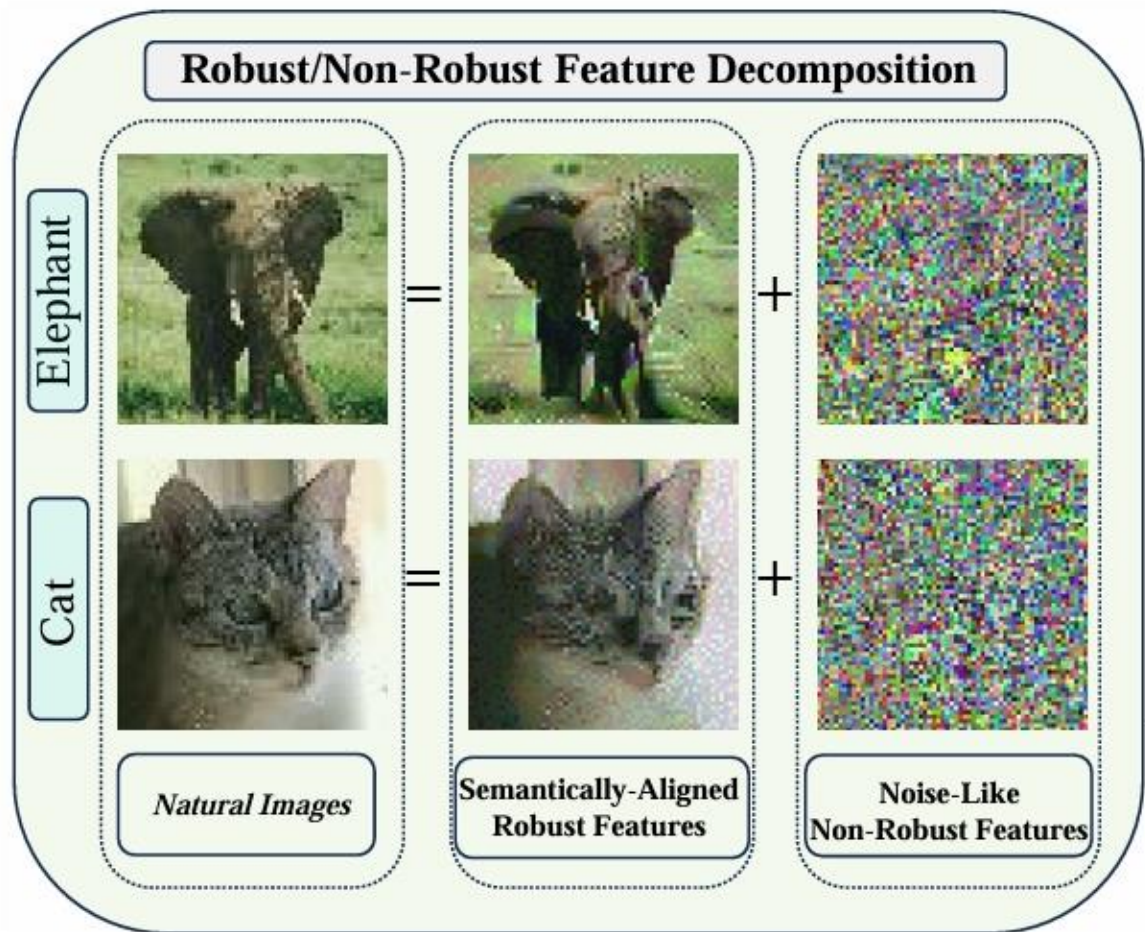 Robust/Non-Robust Feature Decomposition
Elephant
=
+
Cat
=
+
Natural Images
Semantically-Aligned
Robust Features
Noise-Like
Non-Robust Features